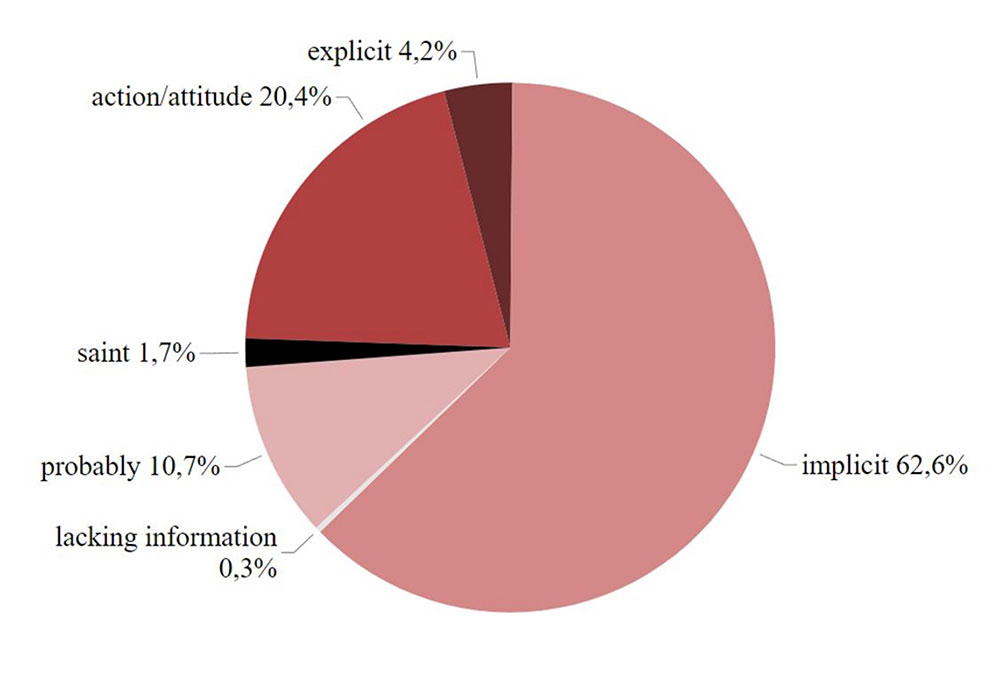 explicit 4,2%
action/attitude 20,4%
saint 1,7%
probably 10,7%
implicit 62,6%
lacking information
0,3%